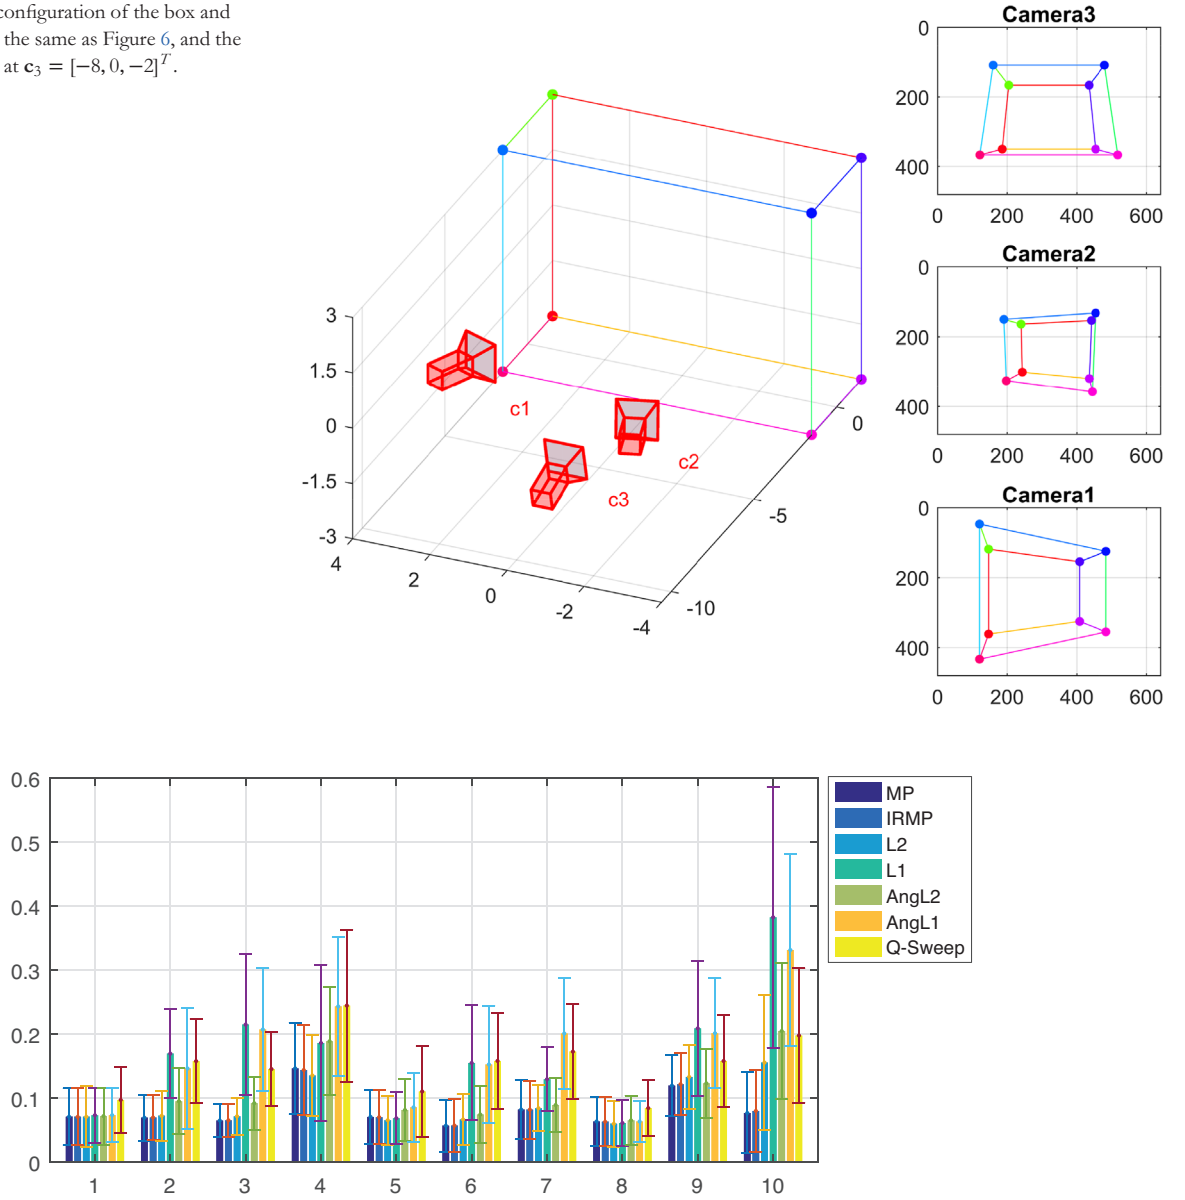 configuration of the box and
the same as Figure 6, and the
at c₃ = [−8, 0, −2]ᵀ.
3
1.5
0
-1.5
-3
4
2
0
-2
-4
0
-5
-10
c1
c2
c3
Camera3
0
200
400
0 200 400 600
Camera2
0
200
400
0 200 400 600
Camera1
0
200
400
0 200 400 600
0.6
0.5
0.4
0.3
0.2
0.1
0
1 2 3 4 5 6 7 8 9 10
MP
IRMP
L2
L1
AngL2
AngL1
Q-Sweep